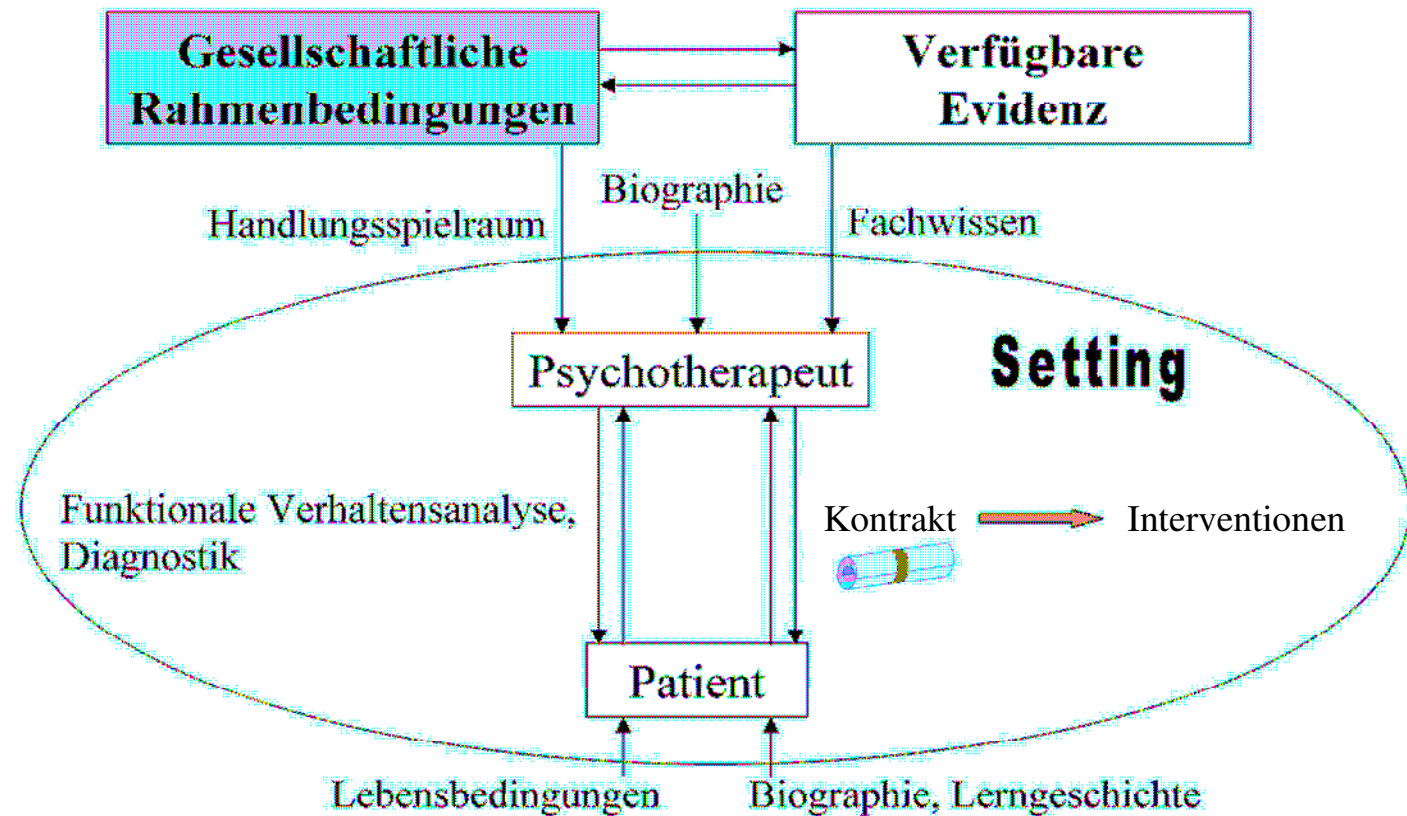 Gesellschaftliche
Rahmenbedingungen
Verfügbare
Evidenz
Biographie
Handlungsspielraum
Fachwissen
Psychotherapeut
Setting
Funktionale Verhaltensanalyse,
Diagnostik
Kontrakt
Interventionen
Patient
Lebensbedingungen
Biographie, Lerngeschichte